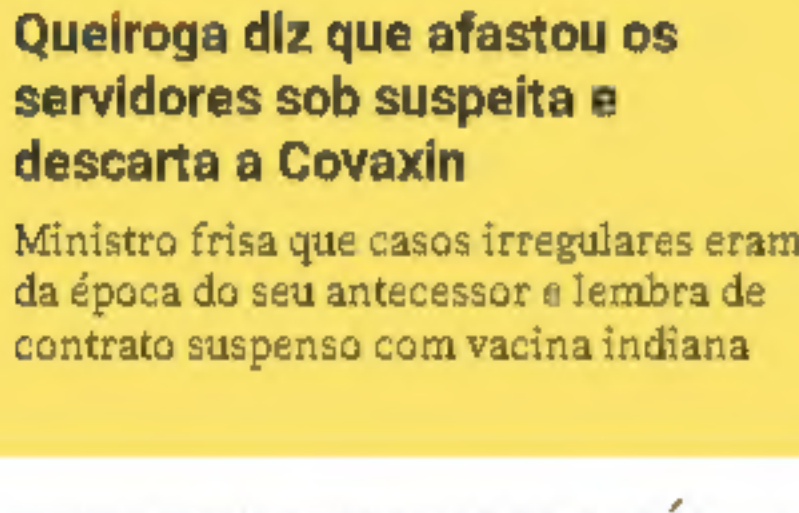 Queiroga diz que afastou os
servidores sob suspeita e
descarta a Covaxin
Ministro frisa que casos irregulares eram
da época do seu antecessor e lembra de
contrato suspenso com vacina indiana